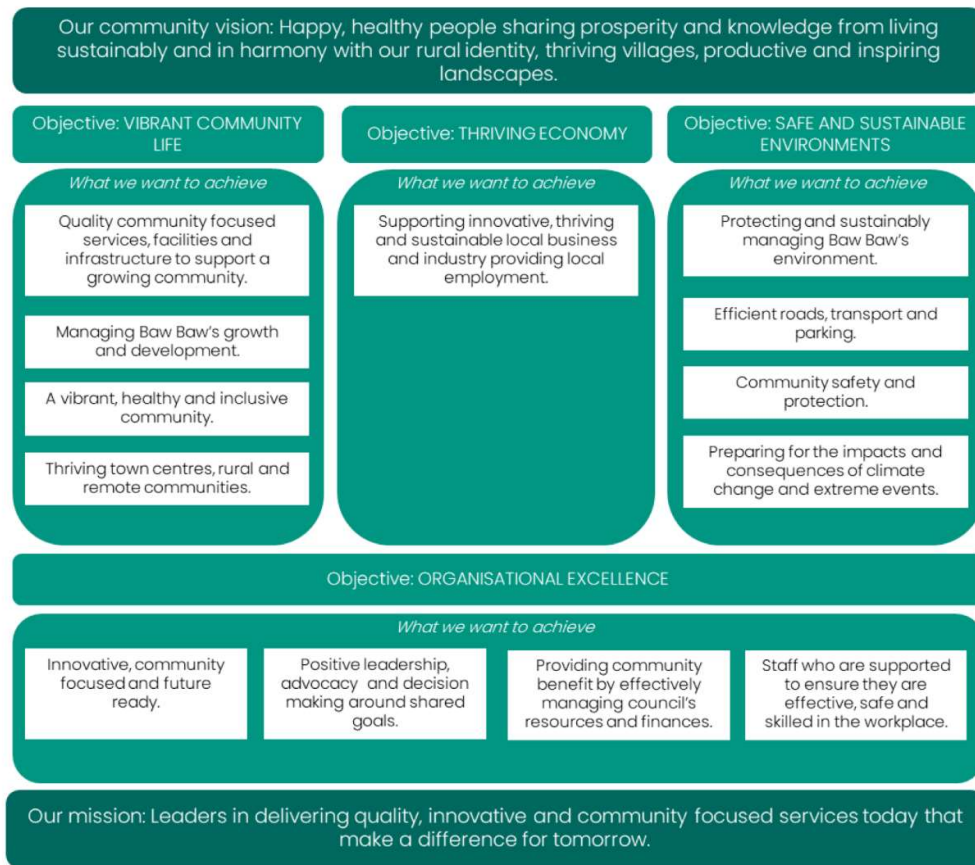 Our community vision: Happy, healthy people sharing prosperity and knowledge from living
sustainably and in harmony with our rural identity, thriving villages, productive and inspiring
landscapes.
Objective: VIBRANT COMMUNITY
LIFE
What we want to achieve
Quality community focused
services, facilities and
infrastructure to support a
growing community.
Managing Baw Baw's growth
and development.
A vibrant, healthy and inclusive
community.
Thriving town centres, rural and
remote communities.
Objective: THRIVING ECONOMY
What we want to achieve
Supporting innovative, thriving
and sustainable local business
and industry providing local
employment.
Objective: SAFE AND SUSTAINABLE
ENVIRONMENTS
What we want to achieve
Protecting and sustainably
managing Baw Baw's
environment.
Efficient roads, transport and
parking.
Community safety and
protection.
Preparing for the impacts and
consequences of climate
change and extreme events.
Objective: ORGANISATIONAL EXCELLENCE
What we want to achieve
Innovative, community
focused and future
ready.
Positive leadership,
advocacy and decision
making around shared
goals.
Providing community
benefit by effectively
managing council's
resources and finances.
Staff who are supported
to ensure they are
effective, safe and
skilled in the workplace.
Our mission: Leaders in delivering quality, innovative and community focused services today that
make a difference for tomorrow.